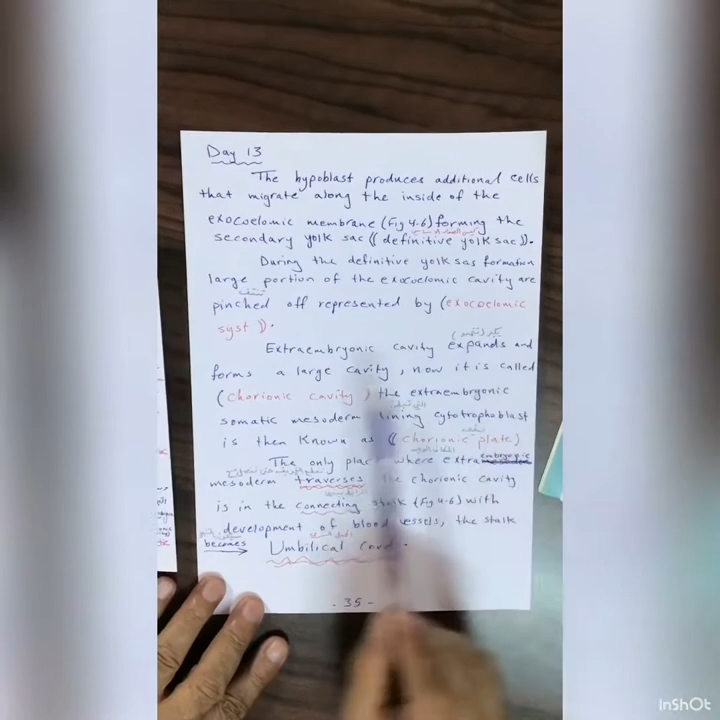 Day 13
The hypoblast produces additional cells
that migrate along the inside of the
exocoelomic membrane (Fig 4.6) forming the
secondary yolk sac (( definitive yolk sac )).
During the definitive yolk sas formation
large portion of the exocoelomic cavity are
pinched off represented by (exocoelomic
syst )).
Extraembryonic cavity expands and
forms a large cavity, now it is called
(chorionic cavity) the extraembryonic
somatic mesoderm lining cytotrophoblast
is then Known as (( chorionic plate)
The only place where extra embryonic
mesoderm traverses the chorionic cavity
is in the connecting stalk (Fig 4.6) with
development of blood vessels, the stalk
becomes Umbilical Cord.
- 35 -
InShOt